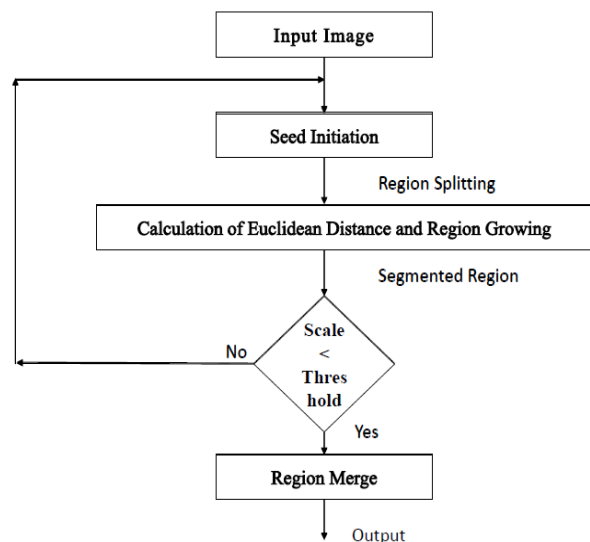 Input Image
Seed Initiation
Region Splitting
Calculation of Euclidean Distance and Region Growing
Segmented Region
Scale
<
Thres
hold
No
Yes
Region Merge
Output